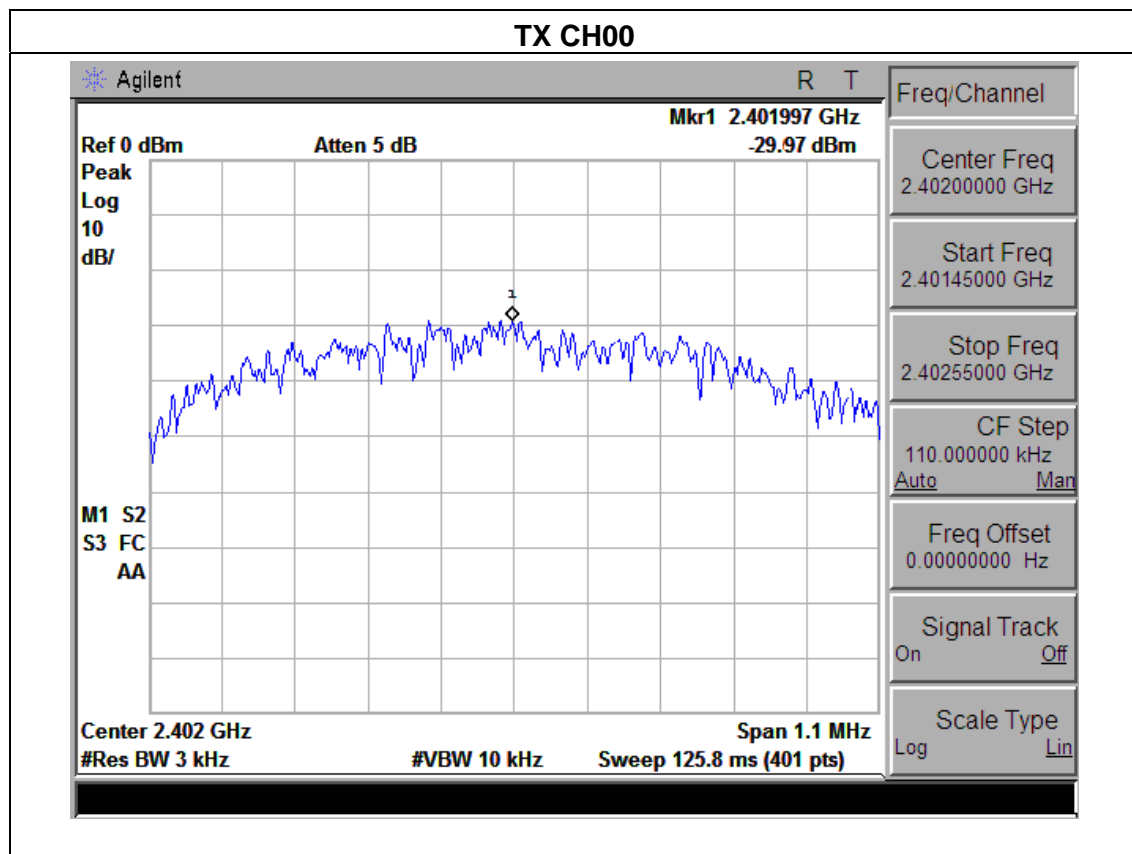 TX CH00
Agilent R T
Mkr1 2.401997 GHz
Ref 0 dBm Atten 5 dB -29.97 dBm
Peak
Log
10
dB/
1
M1 S2
S3 FC
AA
Center 2.402 GHz Span 1.1 MHz
#Res BW 3 kHz #VBW 10 kHz Sweep 125.8 ms (401 pts)
Freq/Channel
Center Freq
2.40200000 GHz
Start Freq
2.40145000 GHz
Stop Freq
2.40255000 GHz
CF Step
110.000000 kHz
Auto Man
Freq Offset
0.00000000 Hz
Signal Track
On Off
Scale Type
Log Lin